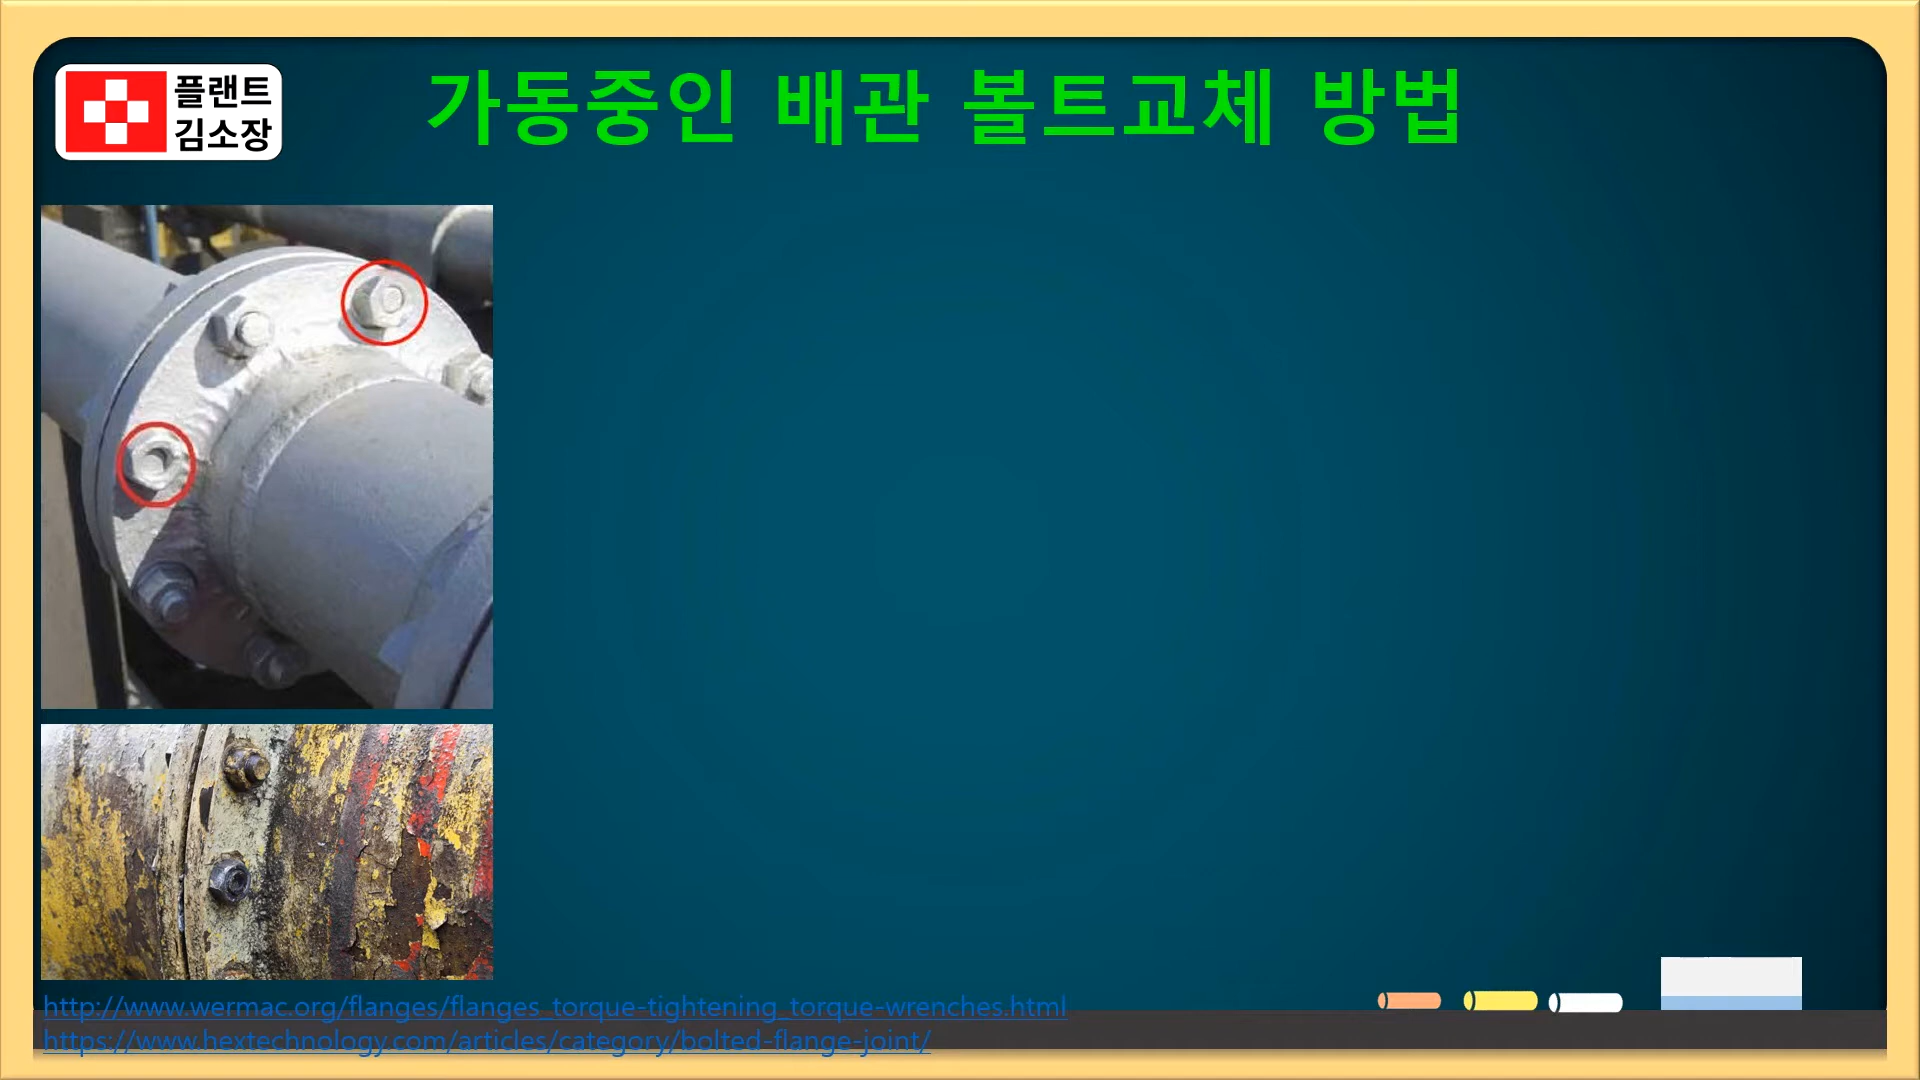 플랜트
김소장
가동중인 배관 볼트교체 방법
http://www.wermac.org/flanges/flanges_torque-tightening_torque-wrenches.html
https://www.hextechnology.com/articles/category/bolted-flange-joint/